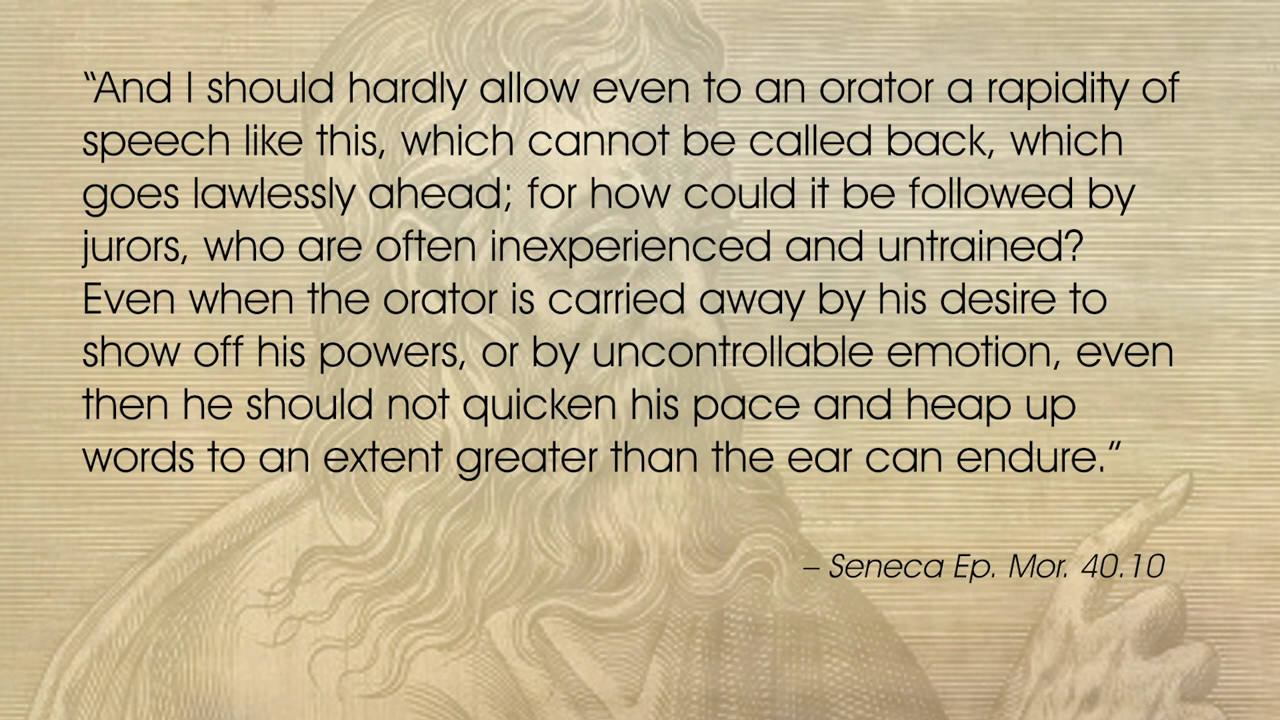 “And I should hardly allow even to an orator a rapidity of
speech like this, which cannot be called back, which
goes lawlessly ahead; for how could it be followed by
jurors, who are often inexperienced and untrained?
Even when the orator is carried away by his desire to
show off his powers, or by uncontrollable emotion, even
then he should not quicken his pace and heap up
words to an extent greater than the ear can endure.”
– Seneca Ep. Mor. 40.10